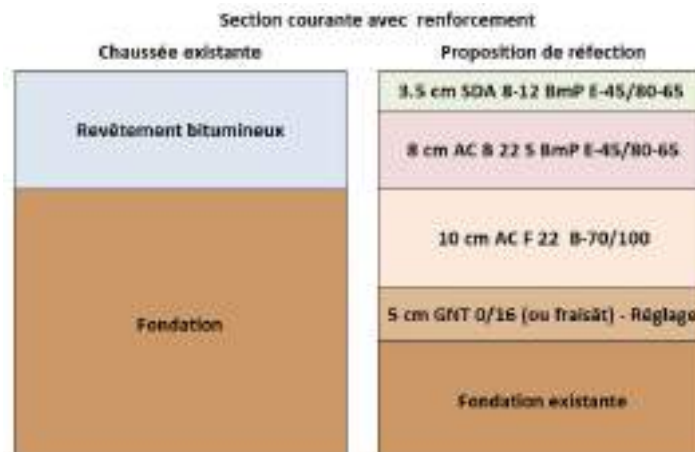 Section courante avec renforcement
Chaussée existante
Proposition de réfection
Revêtement bitumineux
Fondation
3.5 cm SDA 8-12 BmP E-45/80-65
8 cm AC B 22 S BmP E-45/80-65
10 cm AC F 22 B-70/100
5 cm GNT 0/16 (ou fraisât) - Réglage
Fondation existante